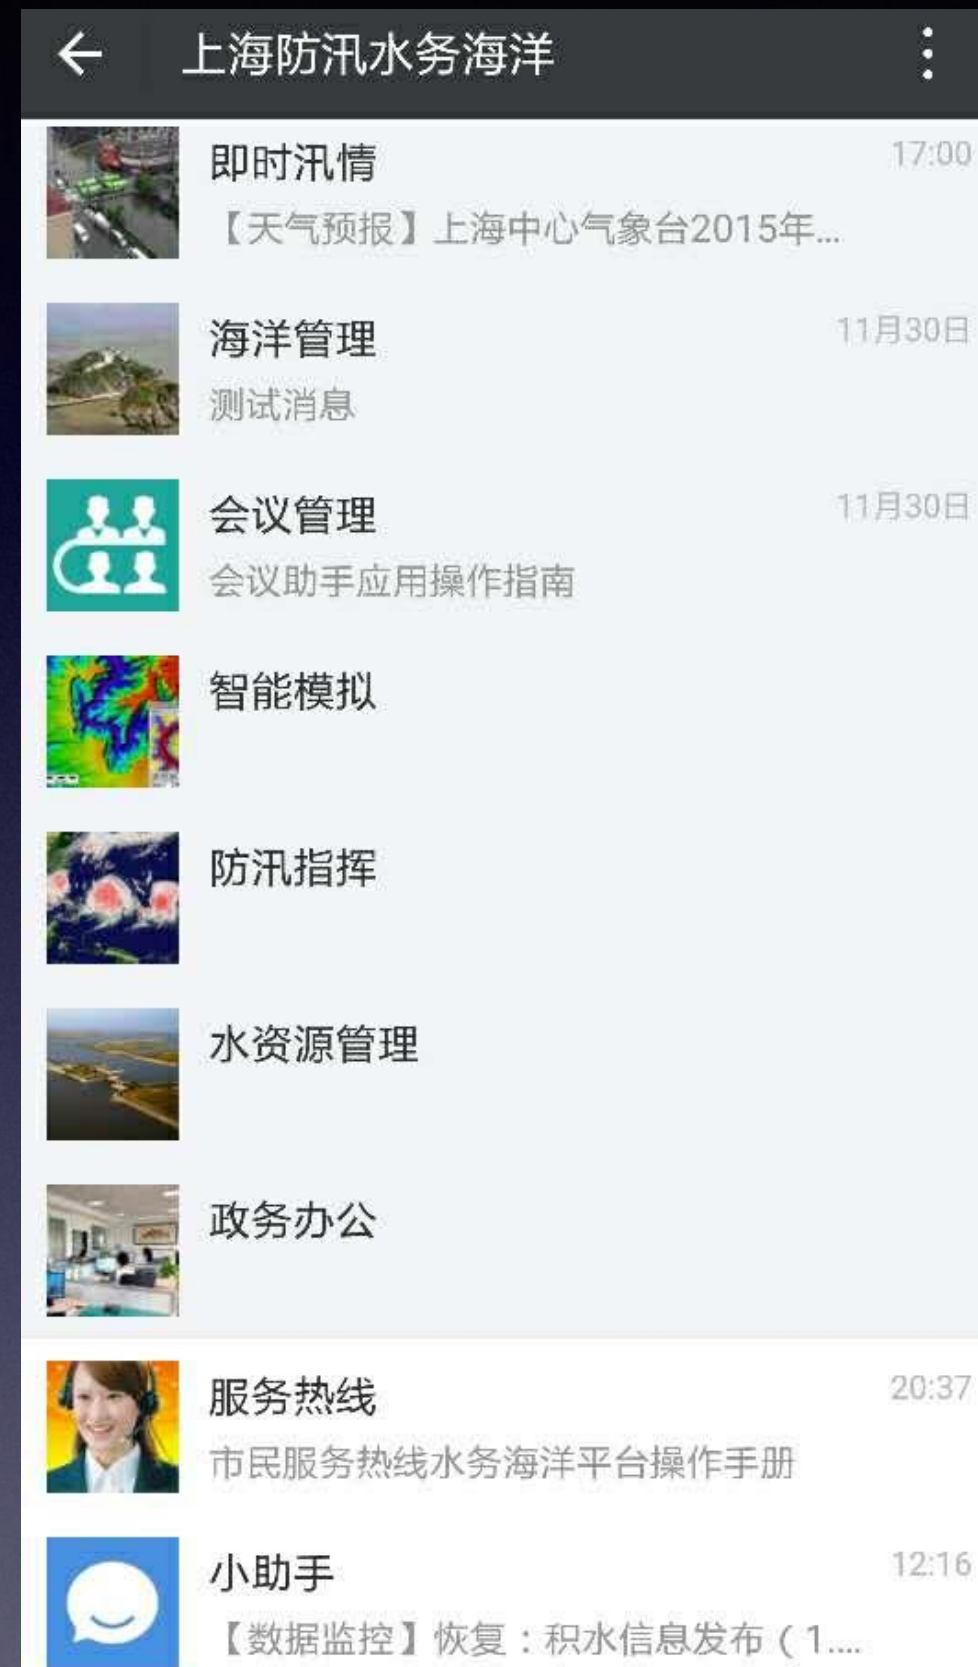 上海防汛水务海洋
即时汛情 17:00
【天气预报】上海中心气象台2015年...
海洋管理 11月30日
测试消息
会议管理 11月30日
会议助手应用操作指南
智能模拟
防汛指挥
水资源管理
政务办公
服务热线 20:37
市民服务热线水务海洋平台操作手册
小助手 12:16
【数据监控】恢复：积水信息发布（1....